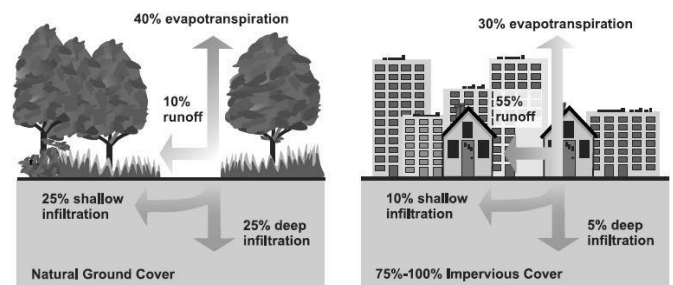 40% evapotranspiration
10%
runoff
25% shallow
infiltration
25% deep
infiltration
Natural Ground Cover
30% evapotranspiration
55%
runoff
10% shallow
infiltration
5% deep
infiltration
75%-100% Impervious Cover